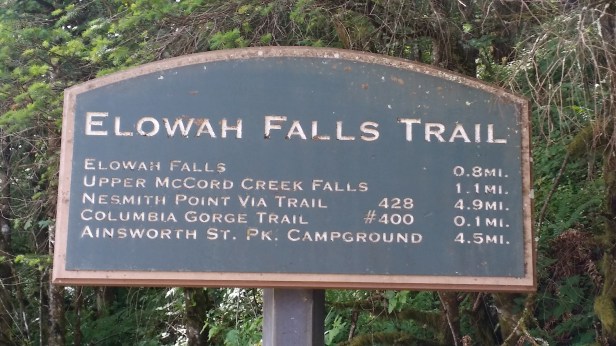 ELOWAH FALLS TRAIL
ELOWAH FALLS 0.8MI.
UPPER MCCORD CREEK FALLS 1.1MI.
NESMITH POINT VIA TRAIL 428 4.9MI.
COLUMBIA GORGE TRAIL #400 0.1MI.
AINSWORTH ST. PK. CAMPGROUND 4.5MI.